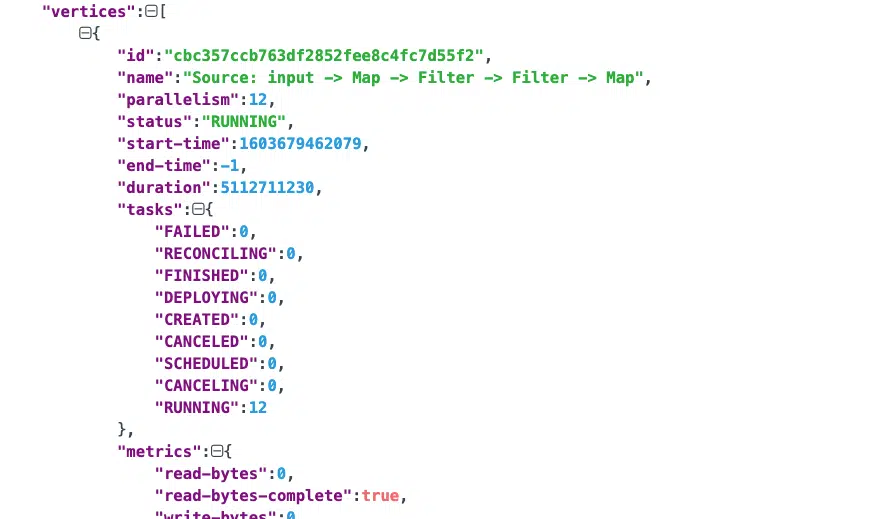 "vertices":[
{
"id":"cbc357ccb763df2852fee8c4fc7d55f2",
"name":"Source: input -> Map -> Filter -> Filter -> Map",
"parallelism":12,
"status":"RUNNING",
"start-time":1603679462079,
"end-time":-1,
"duration":5112711230,
"tasks":{
"FAILED":0,
"RECONCILING":0,
"FINISHED":0,
"DEPLOYING":0,
"CREATED":0,
"CANCELED":0,
"SCHEDULED":0,
"CANCELING":0,
"RUNNING":12
},
"metrics":{
"read-bytes":0,
"read-bytes-complete":true,
"write-bytes":0